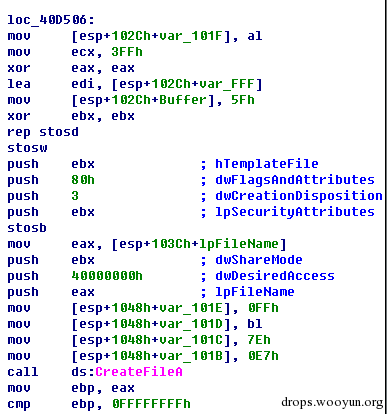 loc_40D506:
mov [esp+102Ch+var_101F], al
mov ecx, 3FFh
xor eax, eax
lea edi, [esp+102Ch+var_FFF]
mov [esp+102Ch+Buffer], 5Fh
xor ebx, ebx
rep stosd
stosw
push ebx ; hTemplateFile
push 80h ; dwFlagsAndAttributes
push 3 ; dwCreationDisposition
push ebx ; lpSecurityAttributes
stosb
mov eax, [esp+103Ch+lpFileName]
push ebx ; dwShareMode
push 40000000h ; dwDesiredAccess
push eax ; lpFileName
mov [esp+1048h+var_101E], 0FFh
mov [esp+1048h+var_101D], bl
mov [esp+1048h+var_101C], 7Eh
mov [esp+1048h+var_101B], 0E7h
call ds:CreateFileA
mov ebp, eax
cmp ebp, 0FFFFFFFFh
drops.wooyun.org